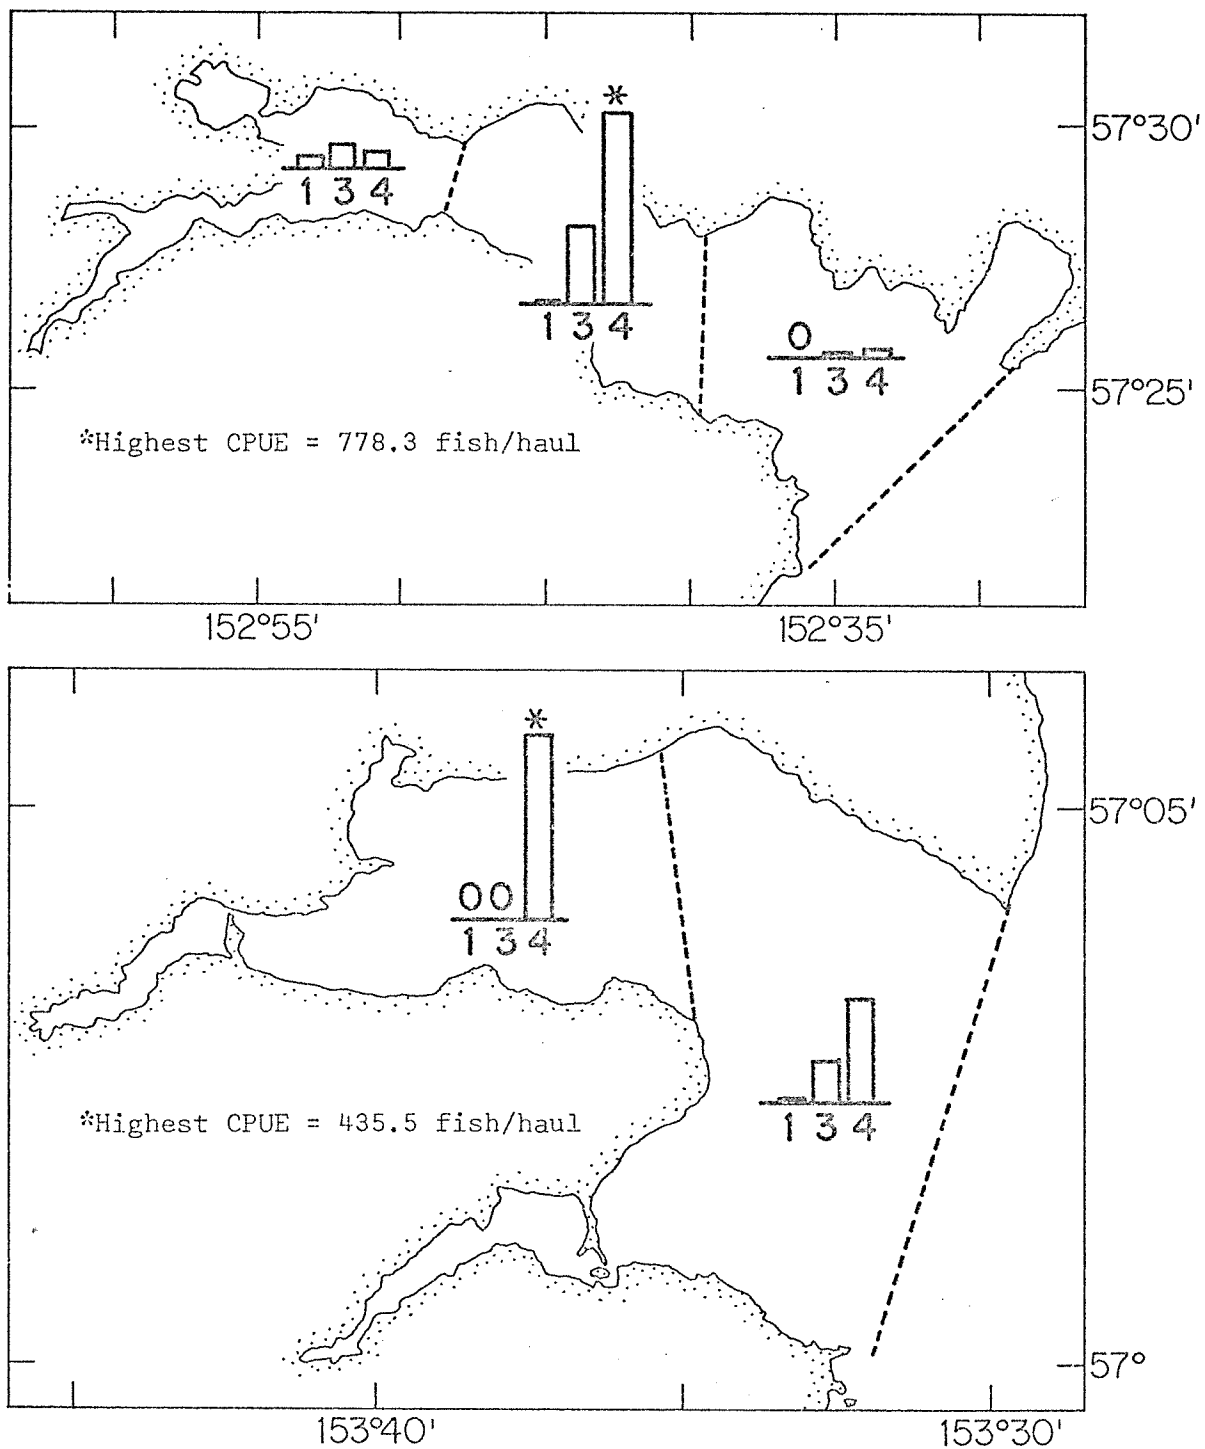 *
57°30'
1 3 4
1 3 4
0
1 3 4
57°25'
*Highest CPUE = 778.3 fish/haul
152°55'
152°35'
*
57°05'
00
1 3 4
1 3 4
*Highest CPUE = 435.5 fish/haul
57°
153°40'
153°30'